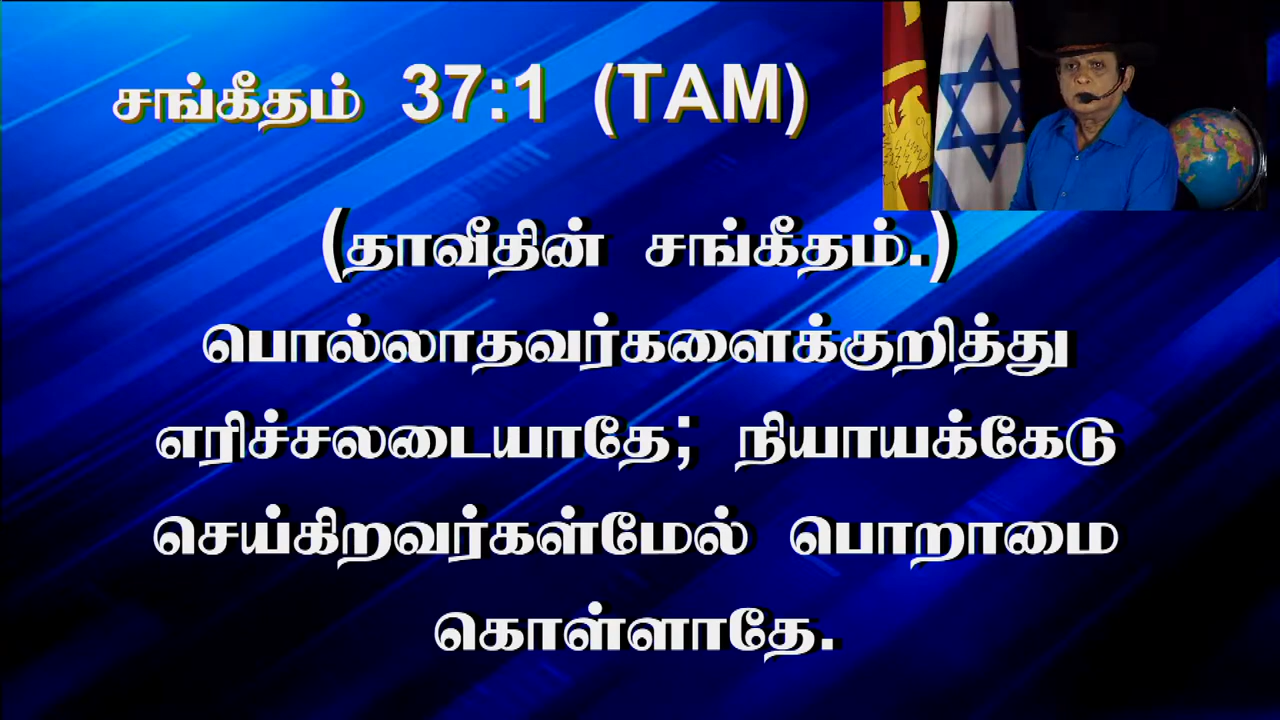 சங்கீதம் 37:1 (TAM)
(தாவீதின் சங்கீதம்.)
பொல்லாதவர்களைக்குறித்து
எரிச்சலடையாதே; நியாயக்கேடு
செய்கிறவர்கள்மேல் பொறாமை
கொள்ளாதே.